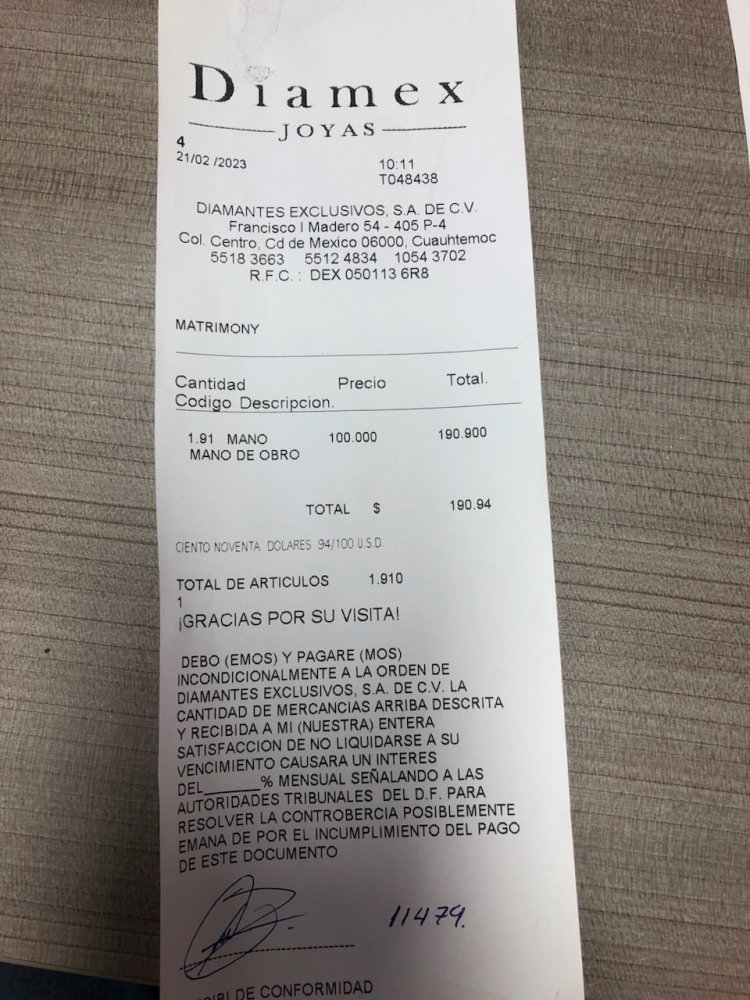 Diamex
JOYAS
4
21/02 /2023 10:11
T048438
DIAMANTES EXCLUSIVOS, S.A. DE C.V.
Francisco I Madero 54 - 405 P-4
Col. Centro, Cd de Mexico 06000, Cuauhtemoc
5518 3663 5512 4834 1054 3702
R.F.C. : DEX 050113 6R8
MATRIMONY
Cantidad Precio Total.
Codigo Descripcion.
1.91 MANO 100.000 190.900
MANO DE OBRO
TOTAL $ 190.94
CIENTO NOVENTA DOLARES 94/100 U.S.D.
TOTAL DE ARTICULOS 1.910
1
¡GRACIAS POR SU VISITA!
DEBO (EMOS) Y PAGARE (MOS)
INCONDICIONALMENTE A LA ORDEN DE
DIAMANTES EXCLUSIVOS, S.A. DE C.V. LA
CANTIDAD DE MERCANCIAS ARRIBA DESCRITA
Y RECIBIDA A MI (NUESTRA) ENTERA
SATISFACCION DE NO LIQUIDARSE A SU
VENCIMIENTO CAUSARA UN INTERES
DEL______% MENSUAL SEÑALANDO A LAS
AUTORIDADES TRIBUNALES DEL D.F. PARA
RESOLVER LA CONTROBERCIA POSIBLEMENTE
EMANA DE POR EL INCUMPLIMIENTO DEL PAGO
DE ESTE DOCUMENTO
11479.
DE CONFORMIDAD